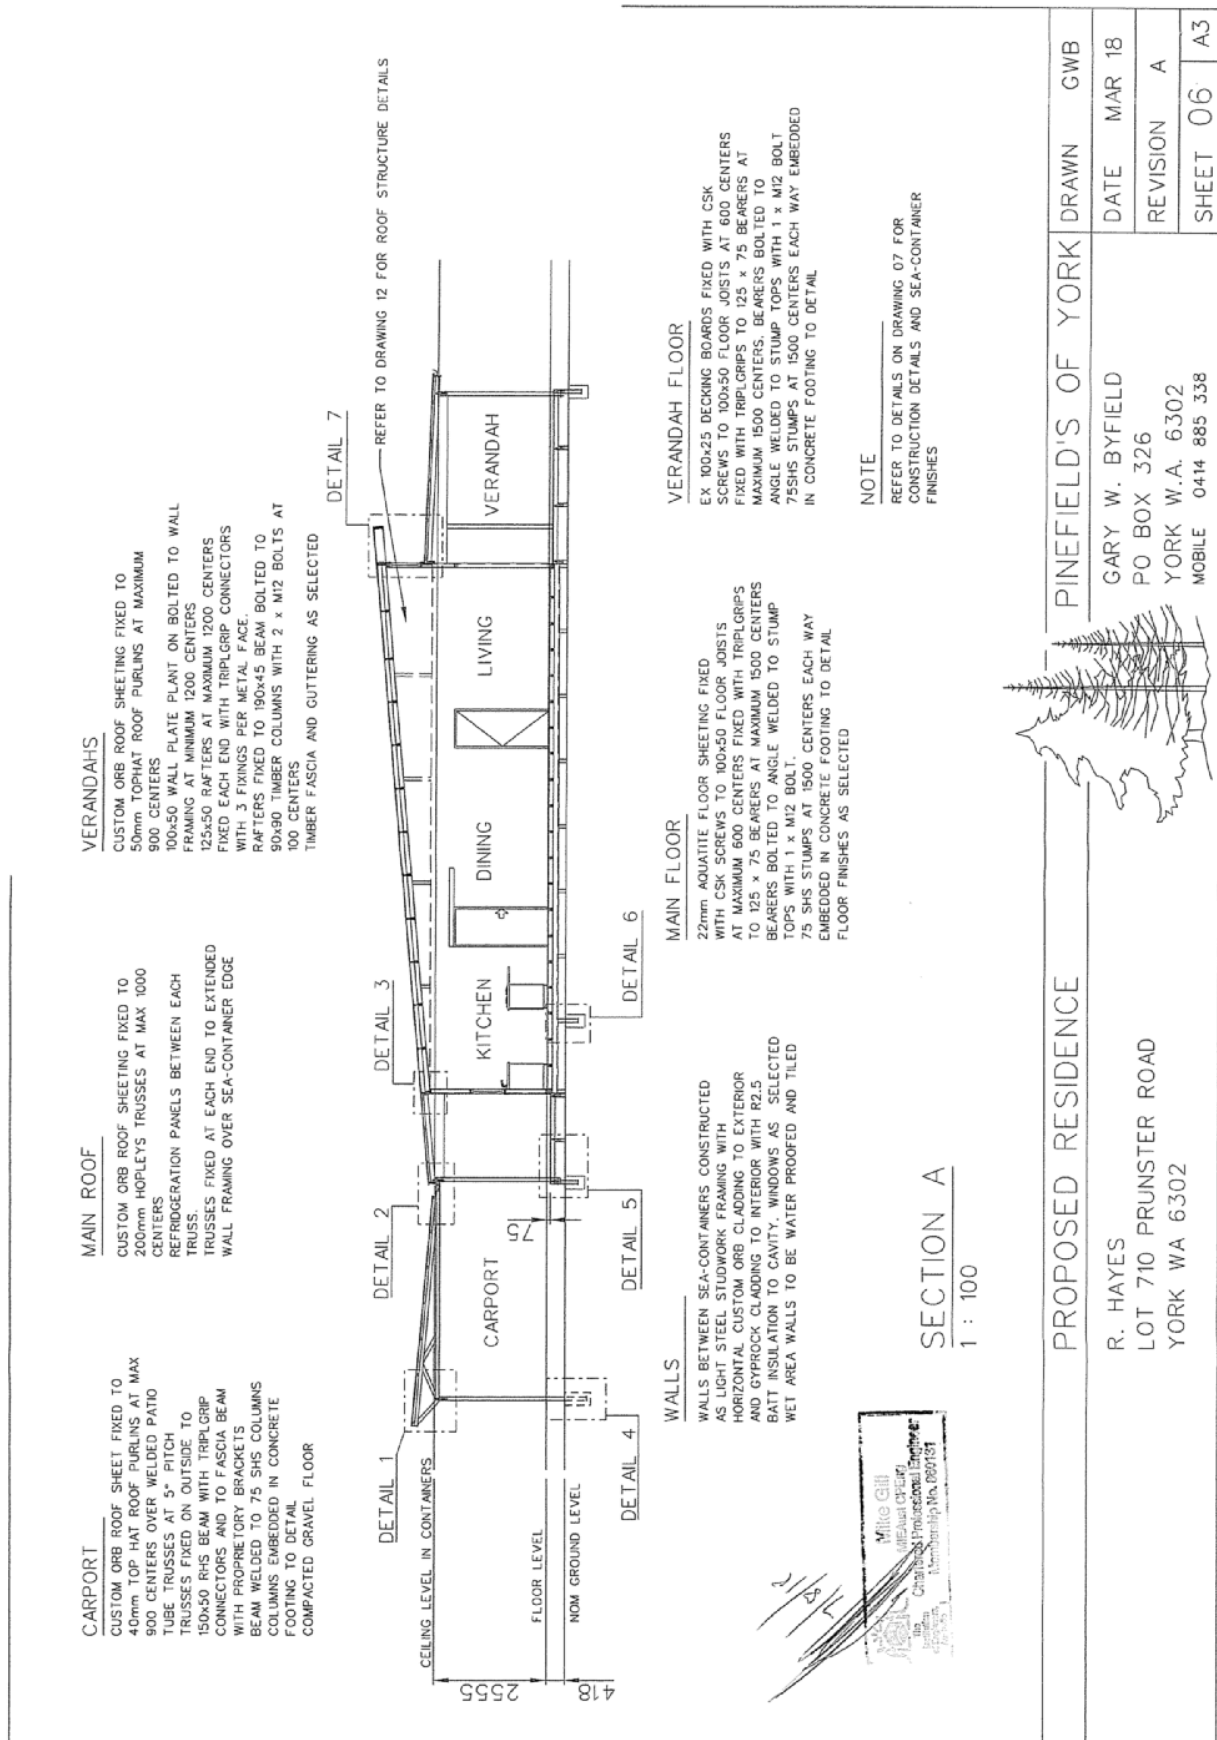 CARPORT
CUSTOM ORB ROOF SHEET FIXED TO
40mm TOP HAT ROOF PURLINS AT MAX
900 CENTERS OVER WELDED PATIO
TUBE TRUSSES AT 5° PITCH
TRUSSES FIXED ON OUTSIDE TO
150x50 RHS BEAM WITH TRIPLGRIP
CONNECTORS AND TO FASCIA BEAM
WITH PROPRIETORY BRACKETS
BEAM WELDED TO 75 SHS COLUMNS
COLUMNS EMBEDDED IN CONCRETE
FOOTING TO DETAIL
COMPACTED GRAVEL FLOOR
MAIN ROOF
CUSTOM ORB ROOF SHEETING FIXED TO
200mm HOPLEYS TRUSSES AT MAX 1000
CENTERS
REFRIDGERATION PANELS BETWEEN EACH
TRUSS.
TRUSSES FIXED AT EACH END TO EXTENDED
WALL FRAMING OVER SEA-CONTAINER EDGE
VERANDAHS
CUSTOM ORB ROOF SHEETING FIXED TO
50mm TOPHAT ROOF PURLINS AT MAXIMUM
900 CENTERS
100x50 WALL PLATE PLANT ON BOLTED TO WALL
FRAMING AT MINIMUM 1200 CENTERS
125x50 RAFTERS AT MAXIMUM 1200 CENTERS
FIXED EACH END WITH TRIPLGRIP CONNECTORS
WITH 3 FIXINGS PER METAL FACE.
RAFTERS FIXED TO 190x45 BEAM BOLTED TO
90x90 TIMBER COLUMNS WITH 2 x M12 BOLTS AT
100 CENTERS
TIMBER FASCIA AND GUTTERING AS SELECTED
DETAIL 1
DETAIL 2
DETAIL 3
DETAIL 7
REFER TO DRAWING 12 FOR ROOF STRUCTURE DETAILS
CEILING LEVEL IN CONTAINERS
FLOOR LEVEL
NOM GROUND LEVEL
2555
418
75
CARPORT
KITCHEN
DINING
LIVING
VERANDAH
DETAIL 4
DETAIL 5
DETAIL 6
WALLS
WALLS BETWEEN SEA-CONTAINERS CONSTRUCTED
AS LIGHT STEEL STUDWORK FRAMING WITH
HORIZONTAL CUSTOM ORB CLADDING TO EXTERIOR
AND GYPROCK CLADDING TO INTERIOR WITH R2.5
BATT INSULATION TO CAVITY. WINDOWS AS SELECTED
WET AREA WALLS TO BE WATER PROOFED AND TILED
MAIN FLOOR
22mm AQUATITE FLOOR SHEETING FIXED
WITH CSK SCREWS TO 100x50 FLOOR JOISTS
AT MAXIMUM 600 CENTERS FIXED WITH TRIPLGRIPS
TO 125 x 75 BEARERS AT MAXIMUM 1500 CENTERS
BEARERS BOLTED TO ANGLE WELDED TO STUMP
TOPS WITH 1 x M12 BOLT.
75 SHS STUMPS AT 1500 CENTERS EACH WAY
EMBEDDED IN CONCRETE FOOTING TO DETAIL
FLOOR FINISHES AS SELECTED
VERANDAH FLOOR
EX 100x25 DECKING BOARDS FIXED WITH CSK
SCREWS TO 100x50 FLOOR JOISTS AT 600 CENTERS
FIXED WITH TRIPLGRIPS TO 125 x 75 BEARERS AT
MAXIMUM 1500 CENTERS. BEARERS BOLTED TO
ANGLE WELDED TO STUMP TOPS WITH 1 x M12 BOLT
75SHS STUMPS AT 1500 CENTERS EACH WAY EMBEDDED
IN CONCRETE FOOTING TO DETAIL
NOTE
REFER TO DETAILS ON DRAWING 07 FOR
CONSTRUCTION DETAILS AND SEA-CONTAINER
FINISHES
Mike Gill
MIEAust CPEng
Chartered Professional Engineer
Membership No. 060131
SECTION A
1 : 100
PROPOSED RESIDENCE
R. HAYES
LOT 710 PRUNSTER ROAD
YORK WA 6302
PINEFIELD'S OF YORK
GARY W. BYFIELD
PO BOX 326
YORK W.A. 6302
MOBILE 0414 885 338
DRAWN GWB
DATE MAR 18
REVISION A
SHEET 06 A3